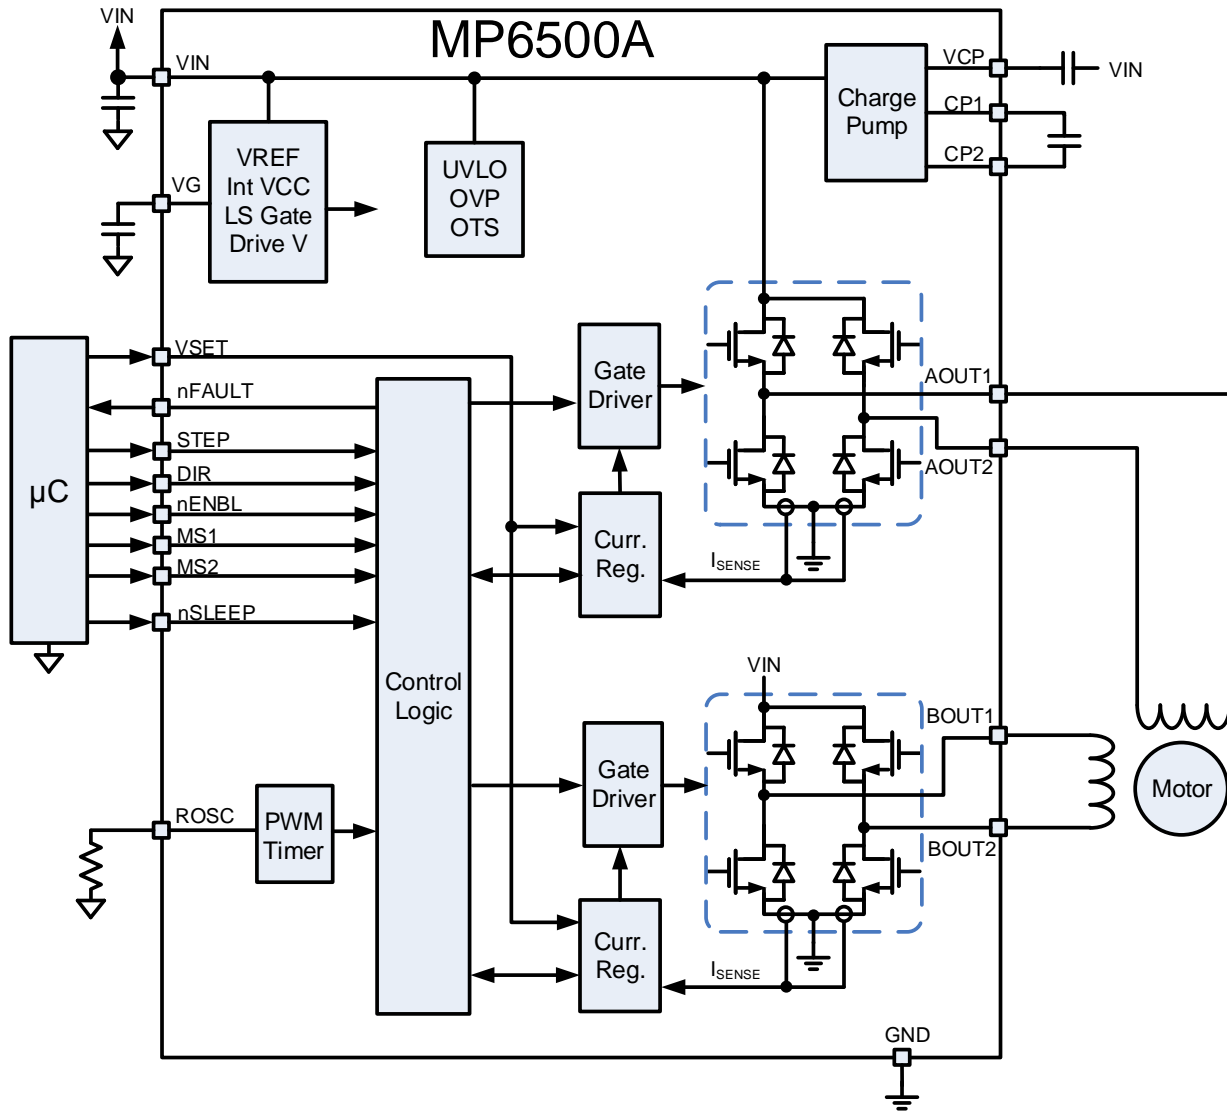 MP6500A
VIN
VIN
VREF
Int VCC
LS Gate
Drive V
VG
UVLO
OVP
OTS
Charge
Pump
VCP
VIN
CP1
CP2
µC
VSET
nFAULT
STEP
DIR
nENBL
MS1
MS2
nSLEEP
Control
Logic
Gate
Driver
Curr.
Reg.
ISENSE
AOUT1
AOUT2
VIN
ROSC
PWM
Timer
Gate
Driver
Curr.
Reg.
ISENSE
BOUT1
BOUT2
Motor
GND